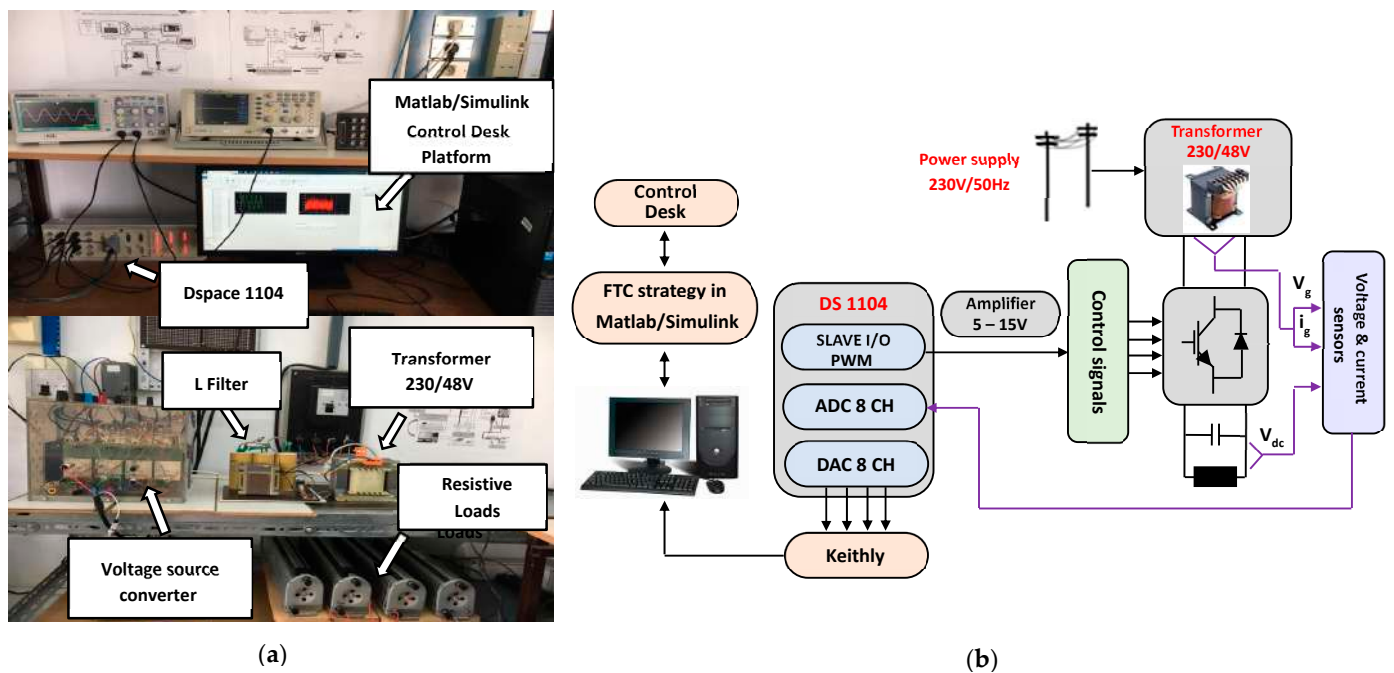 Matlab/Simulink
Control Desk
Platform
Dspace 1104
L Filter
Transformer
230/48V
Resistive
Loads
Loads
Voltage source
converter
(a)
Power supply
230V/50Hz
Transformer
230/48V
Control
Desk
FTC strategy in
Matlab/Simulink
DS 1104
SLAVE I/O
PWM
ADC 8 CH
DAC 8 CH
Amplifier
5 – 15V
Control signals
Vg
ig
Vdc
Voltage & current
sensors
Keithly
(b)